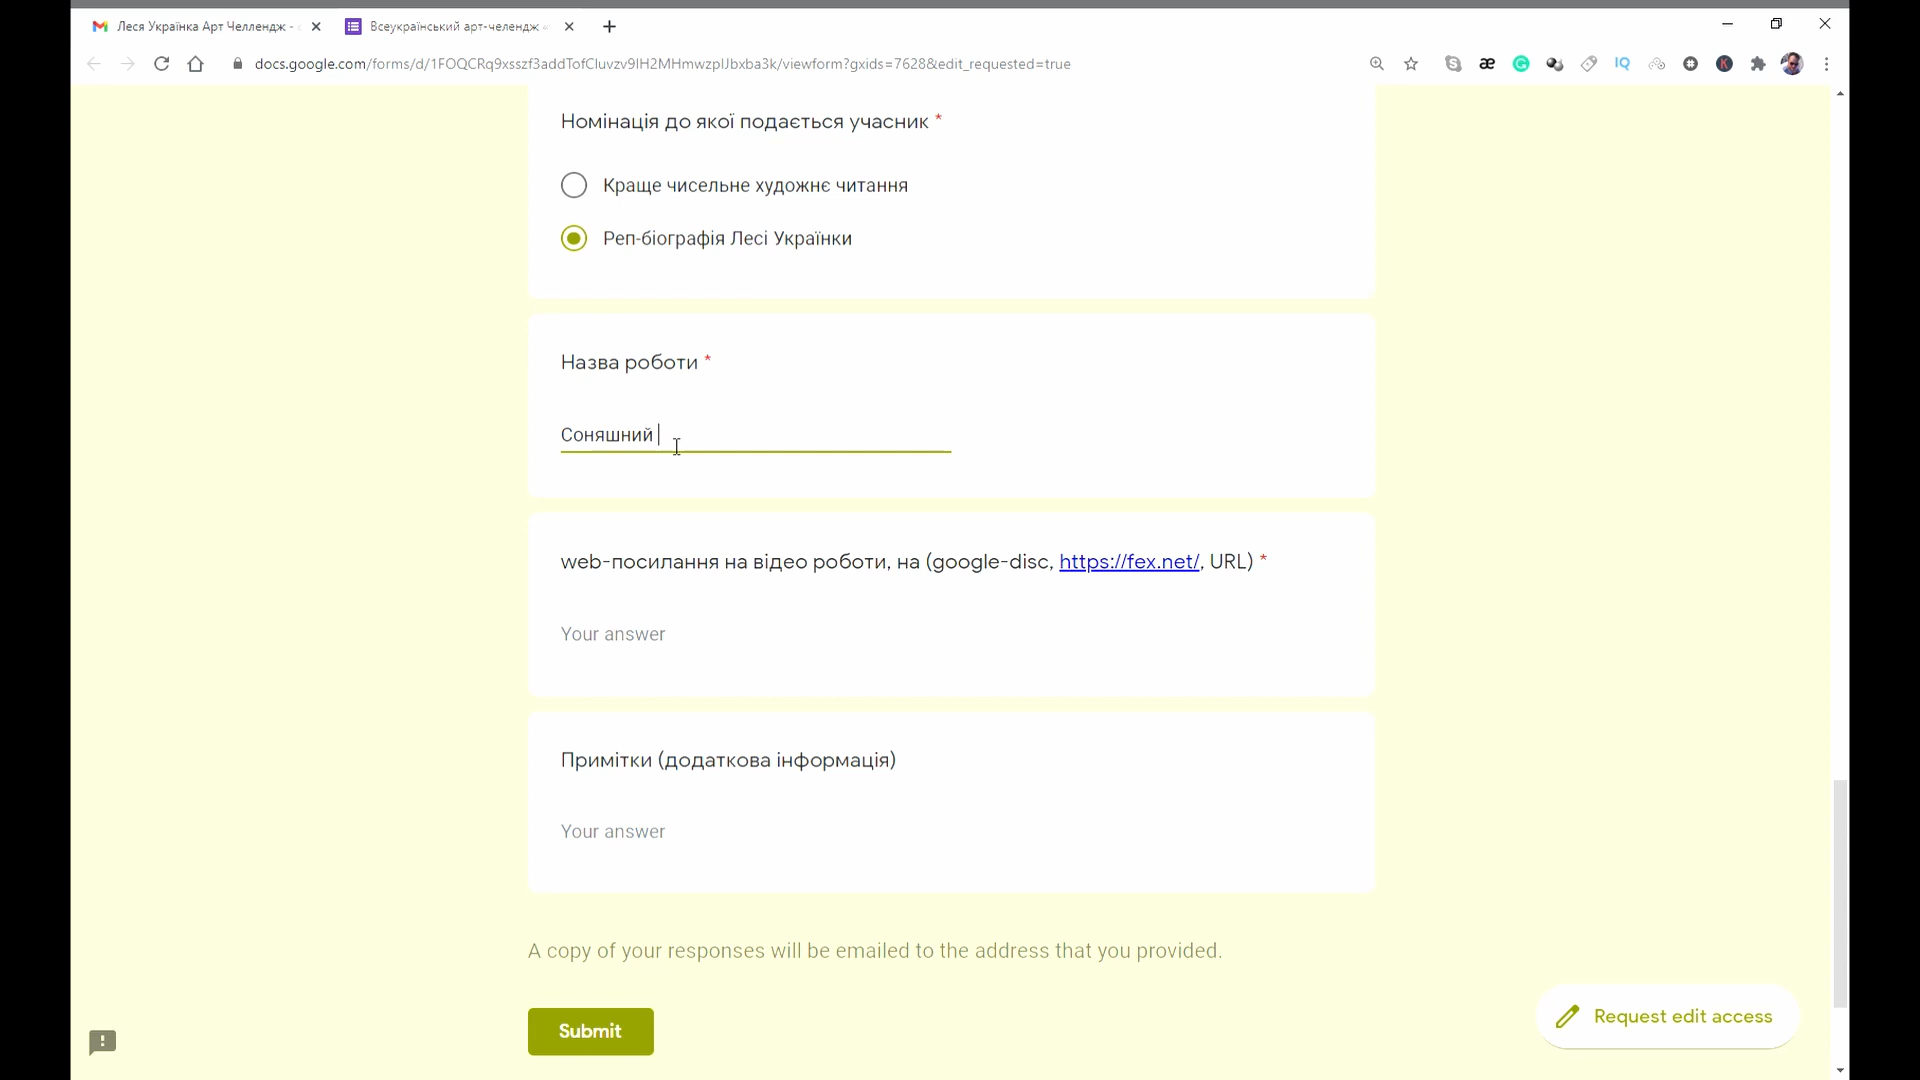 Леся Українка Арт Челлендж -
Всеукраїнський арт-челендж «
docs.google.com/forms/d/1FOQCRq9xsszf3addTofCluvzv9lH2MHmwzplJbxba3k/viewform?gxids=7628&edit_requested=true
Номінація до якої подається учасник *
Краще чисельне художнє читання
Реп-біографія Лесі Українки
Назва роботи *
Соняшний
web-посилання на відео роботи, на (google-disc, https://fex.net/, URL) *
Your answer
Примітки (додаткова інформація)
Your answer
A copy of your responses will be emailed to the address that you provided.
Submit
Request edit access